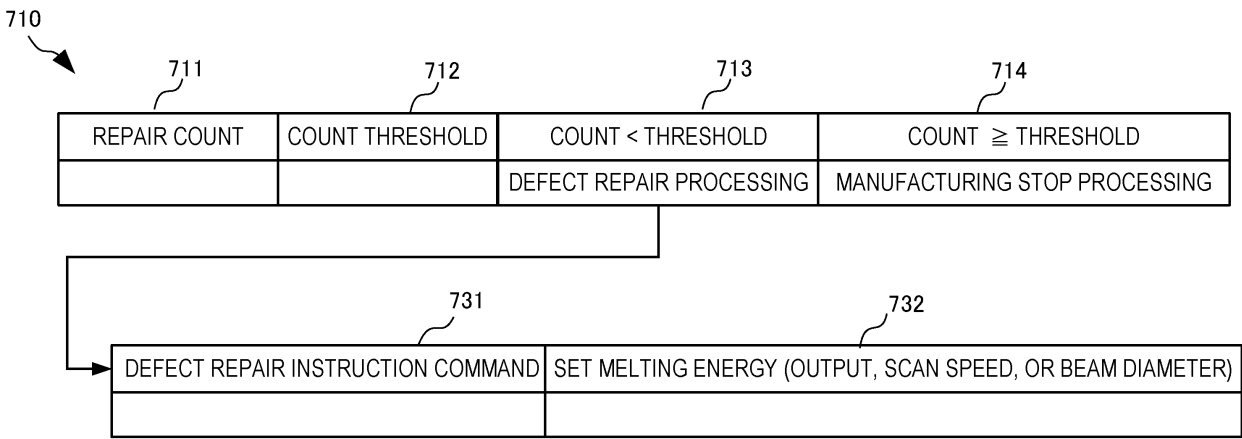 710
711
712
713
714
REPAIR COUNT
COUNT THRESHOLD
COUNT < THRESHOLD
COUNT ≧ THRESHOLD
DEFECT REPAIR PROCESSING
MANUFACTURING STOP PROCESSING
731
732
DEFECT REPAIR INSTRUCTION COMMAND
SET MELTING ENERGY (OUTPUT, SCAN SPEED, OR BEAM DIAMETER)